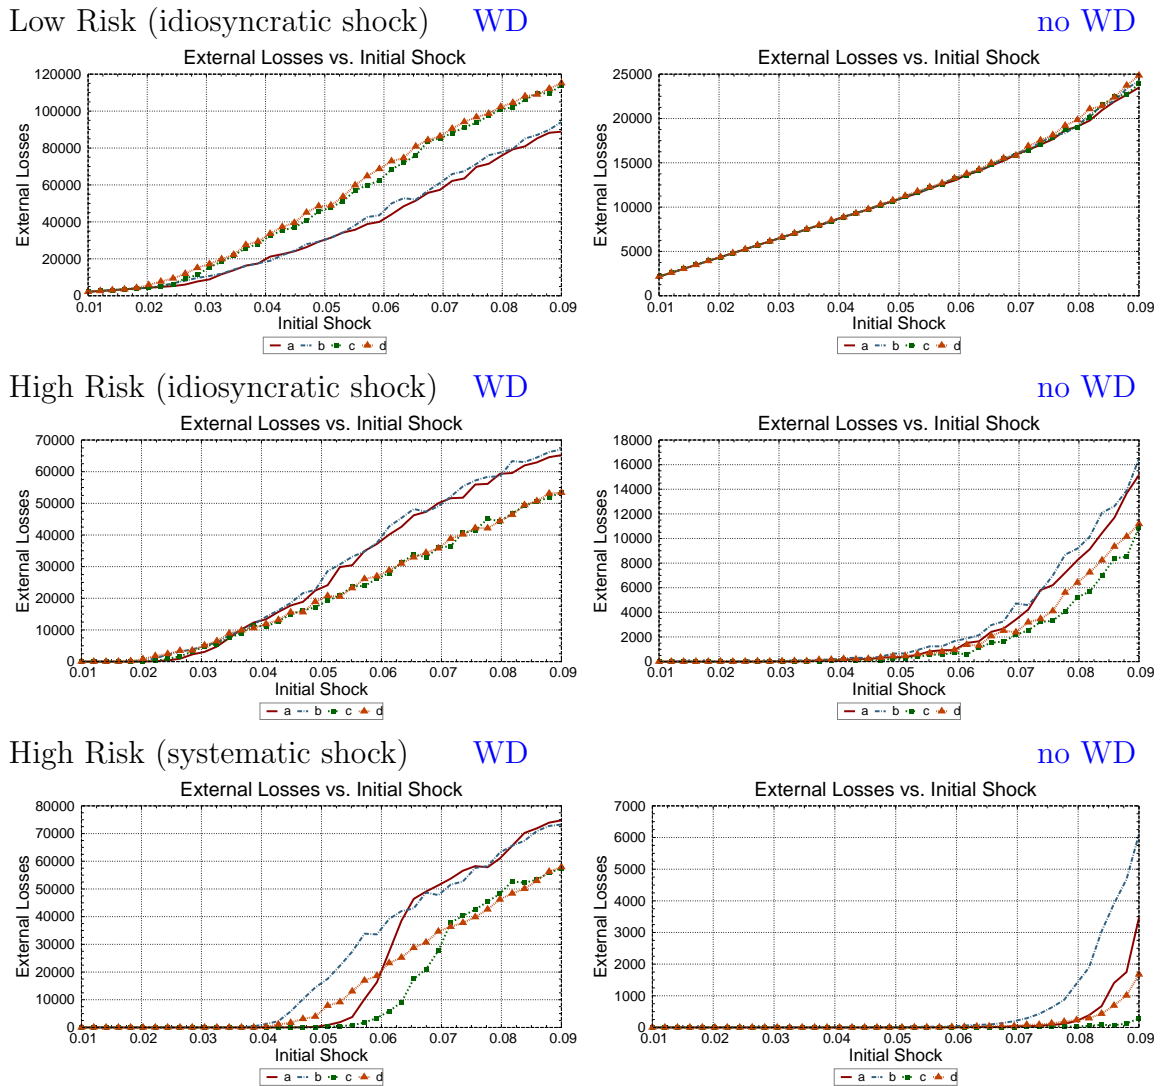 Low Risk (idiosyncratic shock) WD no WD
External Losses vs. Initial Shock
120000
100000
80000
60000
40000
20000
0
External Losses
0.01 0.02 0.03 0.04 0.05 0.06 0.07 0.08 0.09
Initial Shock
a b c d
External Losses vs. Initial Shock
25000
20000
15000
10000
5000
0
External Losses
0.01 0.02 0.03 0.04 0.05 0.06 0.07 0.08 0.09
Initial Shock
a b c d
High Risk (idiosyncratic shock) WD no WD
External Losses vs. Initial Shock
70000
60000
50000
40000
30000
20000
10000
0
External Losses
0.01 0.02 0.03 0.04 0.05 0.06 0.07 0.08 0.09
Initial Shock
a b c d
External Losses vs. Initial Shock
18000
16000
14000
12000
10000
8000
6000
4000
2000
0
External Losses
0.01 0.02 0.03 0.04 0.05 0.06 0.07 0.08 0.09
Initial Shock
a b c d
High Risk (systematic shock) WD no WD
External Losses vs. Initial Shock
80000
70000
60000
50000
40000
30000
20000
10000
0
External Losses
0.01 0.02 0.03 0.04 0.05 0.06 0.07 0.08 0.09
Initial Shock
a b c d
External Losses vs. Initial Shock
7000
6000
5000
4000
3000
2000
1000
0
External Losses
0.01 0.02 0.03 0.04 0.05 0.06 0.07 0.08 0.09
Initial Shock
a b c d